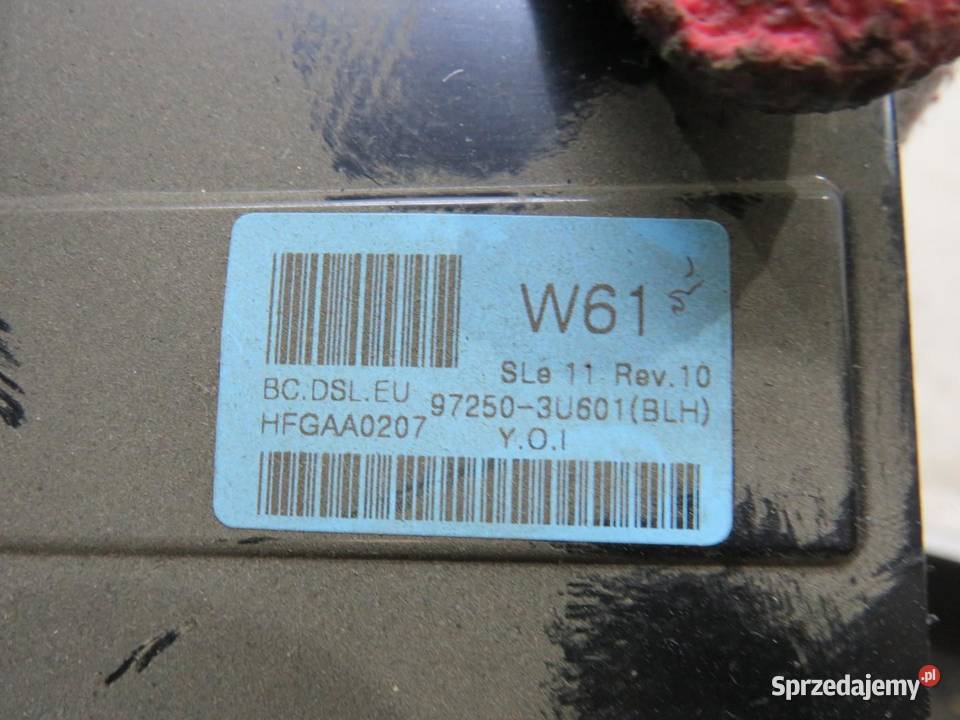 W61
SLe 11 Rev.10
BC.DSL.EU 97250-3U601(BLH)
HFGAA0207 Y.O.I
Sprzedajemy.pl